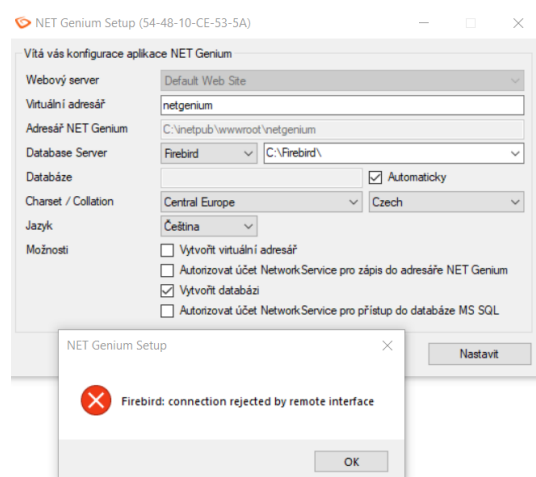 NET Genium Setup (54-48-10-CE-53-5A)
Vítá vás konfigurace aplikace NET Genium
Webový server Default Web Site
Virtuální adresář netgenium
Adresář NET Genium C:\inetpub\wwwroot\netgenium
Database Server Firebird C:\Firebird\
Databáze Automaticky
Charset / Collation Central Europe Czech
Jazyk Čeština
Možnosti Vytvořit virtuální adresář
Autorizovat účet NetworkService pro zápis do adresáře NET Genium
Vytvořit databázi
Autorizovat účet NetworkService pro přístup do databáze MS SQL
Nastavit
NET Genium Setup
Firebird: connection rejected by remote interface
OK